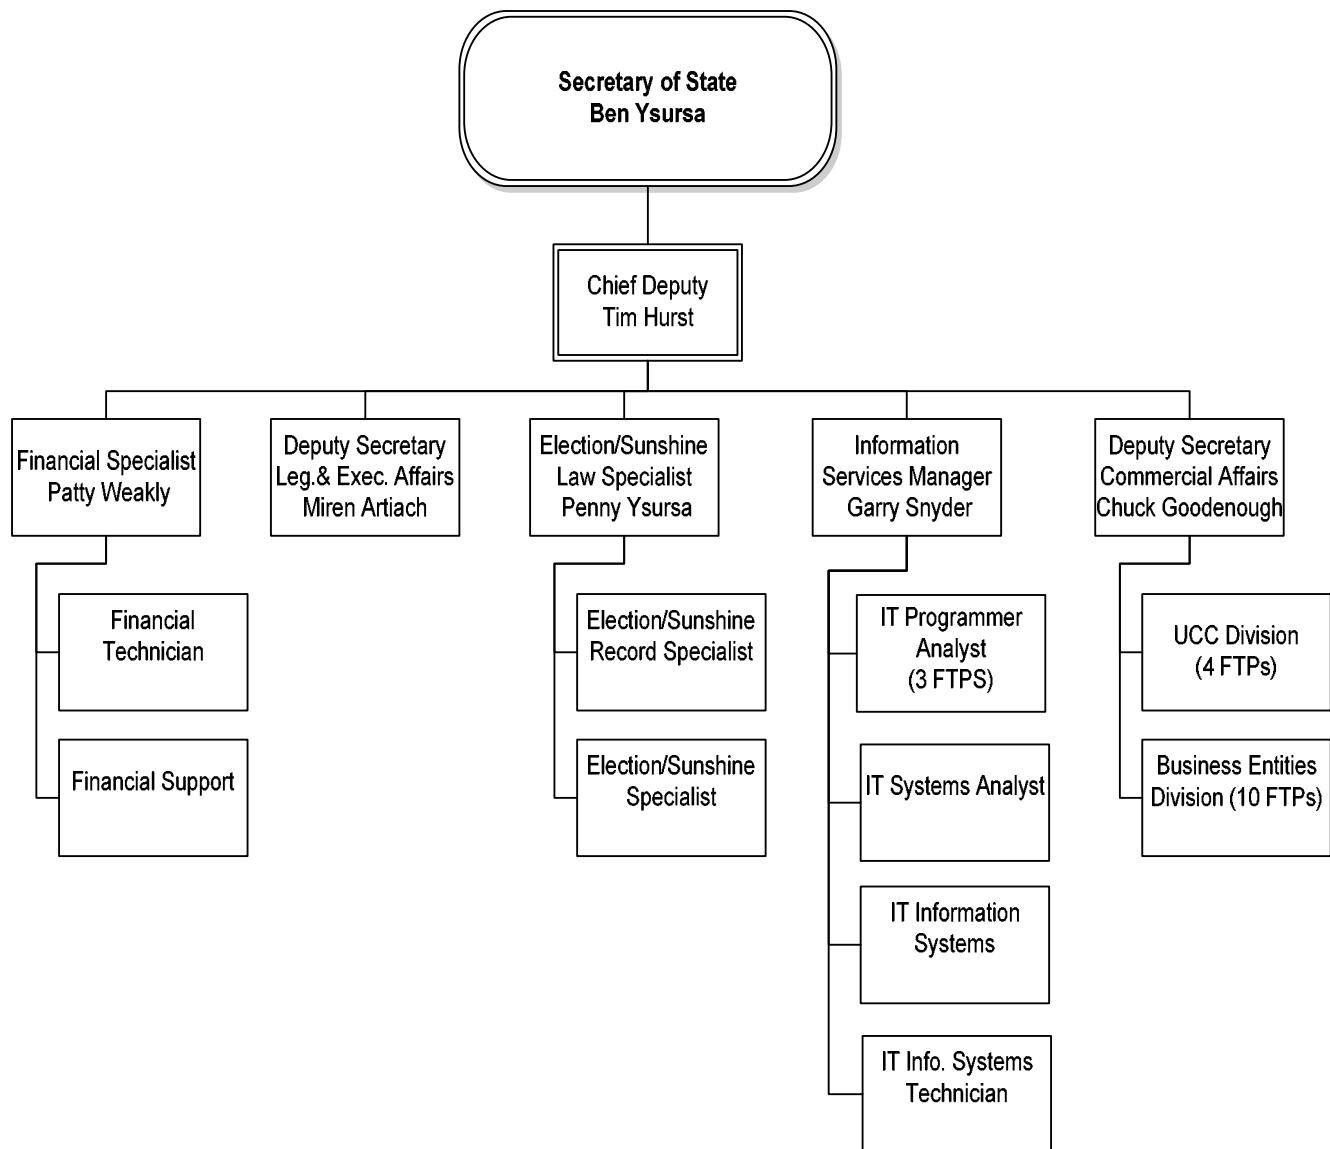 Secretary of State
Ben Ysursa
Chief Deputy
Tim Hurst
Financial Specialist
Patty Weakly
Deputy Secretary
Leg.& Exec. Affairs
Miren Artiach
Election/Sunshine
Law Specialist
Penny Ysursa
Information
Services Manager
Garry Snyder
Deputy Secretary
Commercial Affairs
Chuck Goodenough
Financial
Technician
Financial Support
Election/Sunshine
Record Specialist
Election/Sunshine
Specialist
IT Programmer
Analyst
(3 FTPS)
IT Systems Analyst
IT Information
Systems
IT Info. Systems
Technician
UCC Division
(4 FTPs)
Business Entities
Division (10 FTPs)